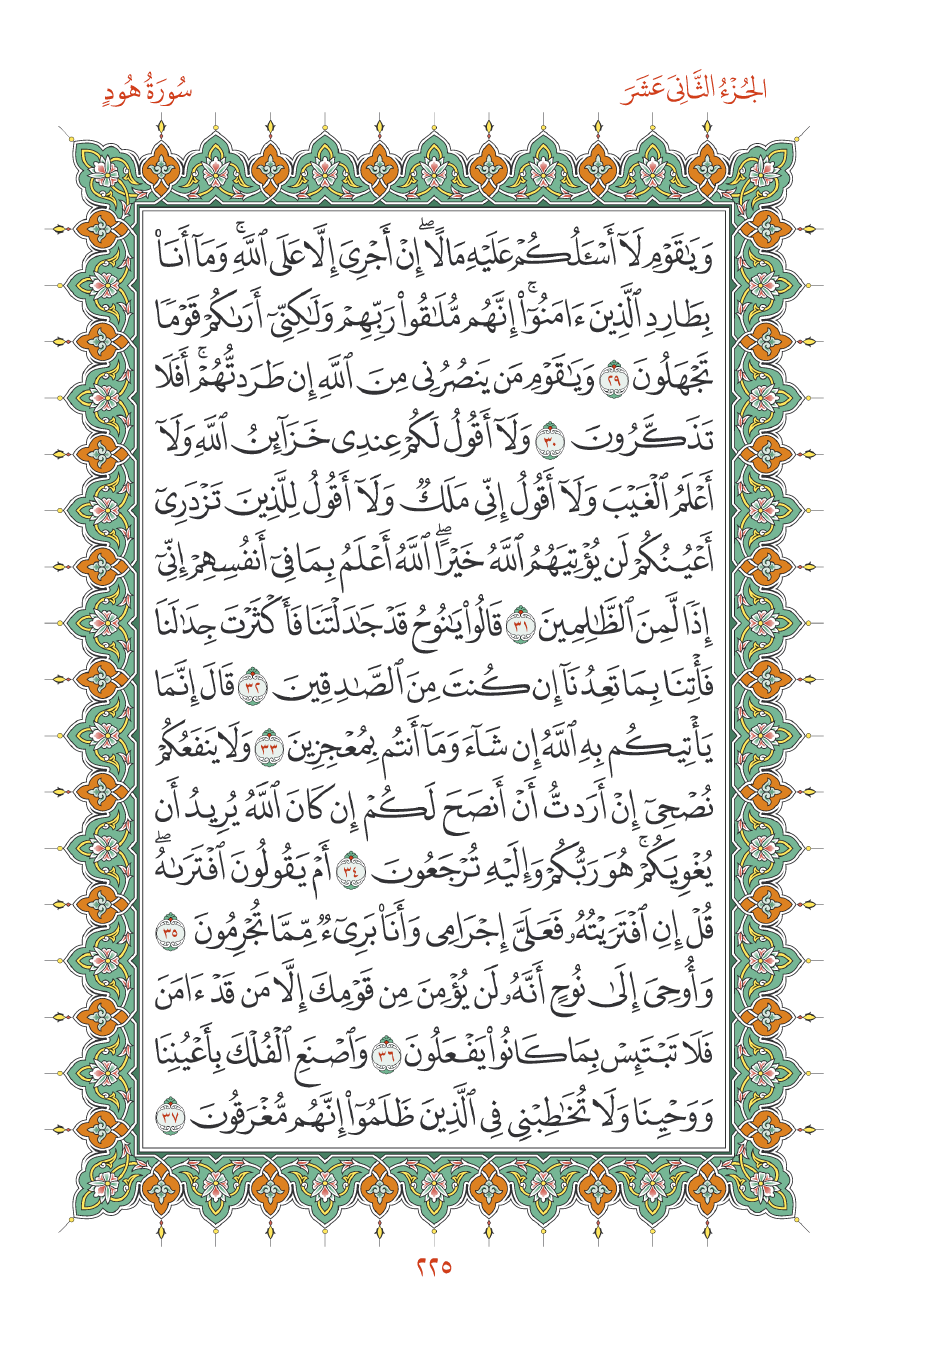 الجُزْءُ الثَّانِىَ عَشَرَ
سُورَةُ هُودٍ
وَيَٰقَوۡمِ لَآ أَسۡـَٔلُكُمۡ عَلَيۡهِ مَالًاۖ إِنۡ أَجۡرِيَ إِلَّا عَلَى ٱللَّهِۚ وَمَآ أَنَا۠
بِطَارِدِ ٱلَّذِينَ ءَامَنُوٓاْۚ إِنَّهُم مُّلَٰقُواْ رَبِّهِمۡ وَلَٰكِنِّيٓ أَرَىٰكُمۡ قَوۡمٗا
تَجۡهَلُونَ ٢٩ وَيَٰقَوۡمِ مَن يَنصُرُنِي مِنَ ٱللَّهِ إِن طَرَدتُّهُمۡۚ أَفَلَا
تَذَكَّرُونَ ٣٠ وَلَآ أَقُولُ لَكُمۡ عِندِي خَزَآئِنُ ٱللَّهِ وَلَآ
أَعۡلَمُ ٱلۡغَيۡبَ وَلَآ أَقُولُ إِنِّي مَلَكٞ وَلَآ أَقُولُ لِلَّذِينَ تَزۡدَرِيٓ
أَعۡيُنُكُمۡ لَن يُؤۡتِيَهُمُ ٱللَّهُ خَيۡرًاۖ ٱللَّهُ أَعۡلَمُ بِمَا فِيٓ أَنفُسِهِمۡ إِنِّيٓ
إِذٗا لَّمِنَ ٱلظَّٰلِمِينَ ٣١ قَالُواْ يَٰنُوحُ قَدۡ جَٰدَلۡتَنَا فَأَكۡثَرۡتَ جِدَٰلَنَا
فَأۡتِنَا بِمَا تَعِدُنَآ إِن كُنتَ مِنَ ٱلصَّٰدِقِينَ ٣٢ قَالَ إِنَّمَا
يَأۡتِيكُم بِهِ ٱللَّهُ إِن شَآءَ وَمَآ أَنتُم بِمُعۡجِزِينَ ٣٣ وَلَا يَنفَعُكُمۡ
نُصۡحِيٓ إِنۡ أَرَدتُّ أَنۡ أَنصَحَ لَكُمۡ إِن كَانَ ٱللَّهُ يُرِيدُ أَن
يُغۡوِيَكُمۡۚ هُوَ رَبُّكُمۡ وَإِلَيۡهِ تُرۡجَعُونَ ٣٤ أَمۡ يَقُولُونَ ٱفۡتَرَىٰهُۖ
قُلۡ إِنِ ٱفۡتَرَيۡتُهُۥ فَعَلَيَّ إِجۡرَامِي وَأَنَا۠ بَرِيٓءٞ مِّمَّا تُجۡرِمُونَ ٣٥
وَأُوحِيَ إِلَىٰ نُوحٍ أَنَّهُۥ لَن يُؤۡمِنَ مِن قَوۡمِكَ إِلَّا مَن قَدۡ ءَامَنَ
فَلَا تَبۡتَئِسۡ بِمَا كَانُواْ يَفۡعَلُونَ ٣٦ وَٱصۡنَعِ ٱلۡفُلۡكَ بِأَعۡيُنِنَا
وَوَحۡيِنَا وَلَا تُخَٰطِبۡنِي فِي ٱلَّذِينَ ظَلَمُوٓاْ إِنَّهُم مُّغۡرَقُونَ ٣٧
٢٢٥